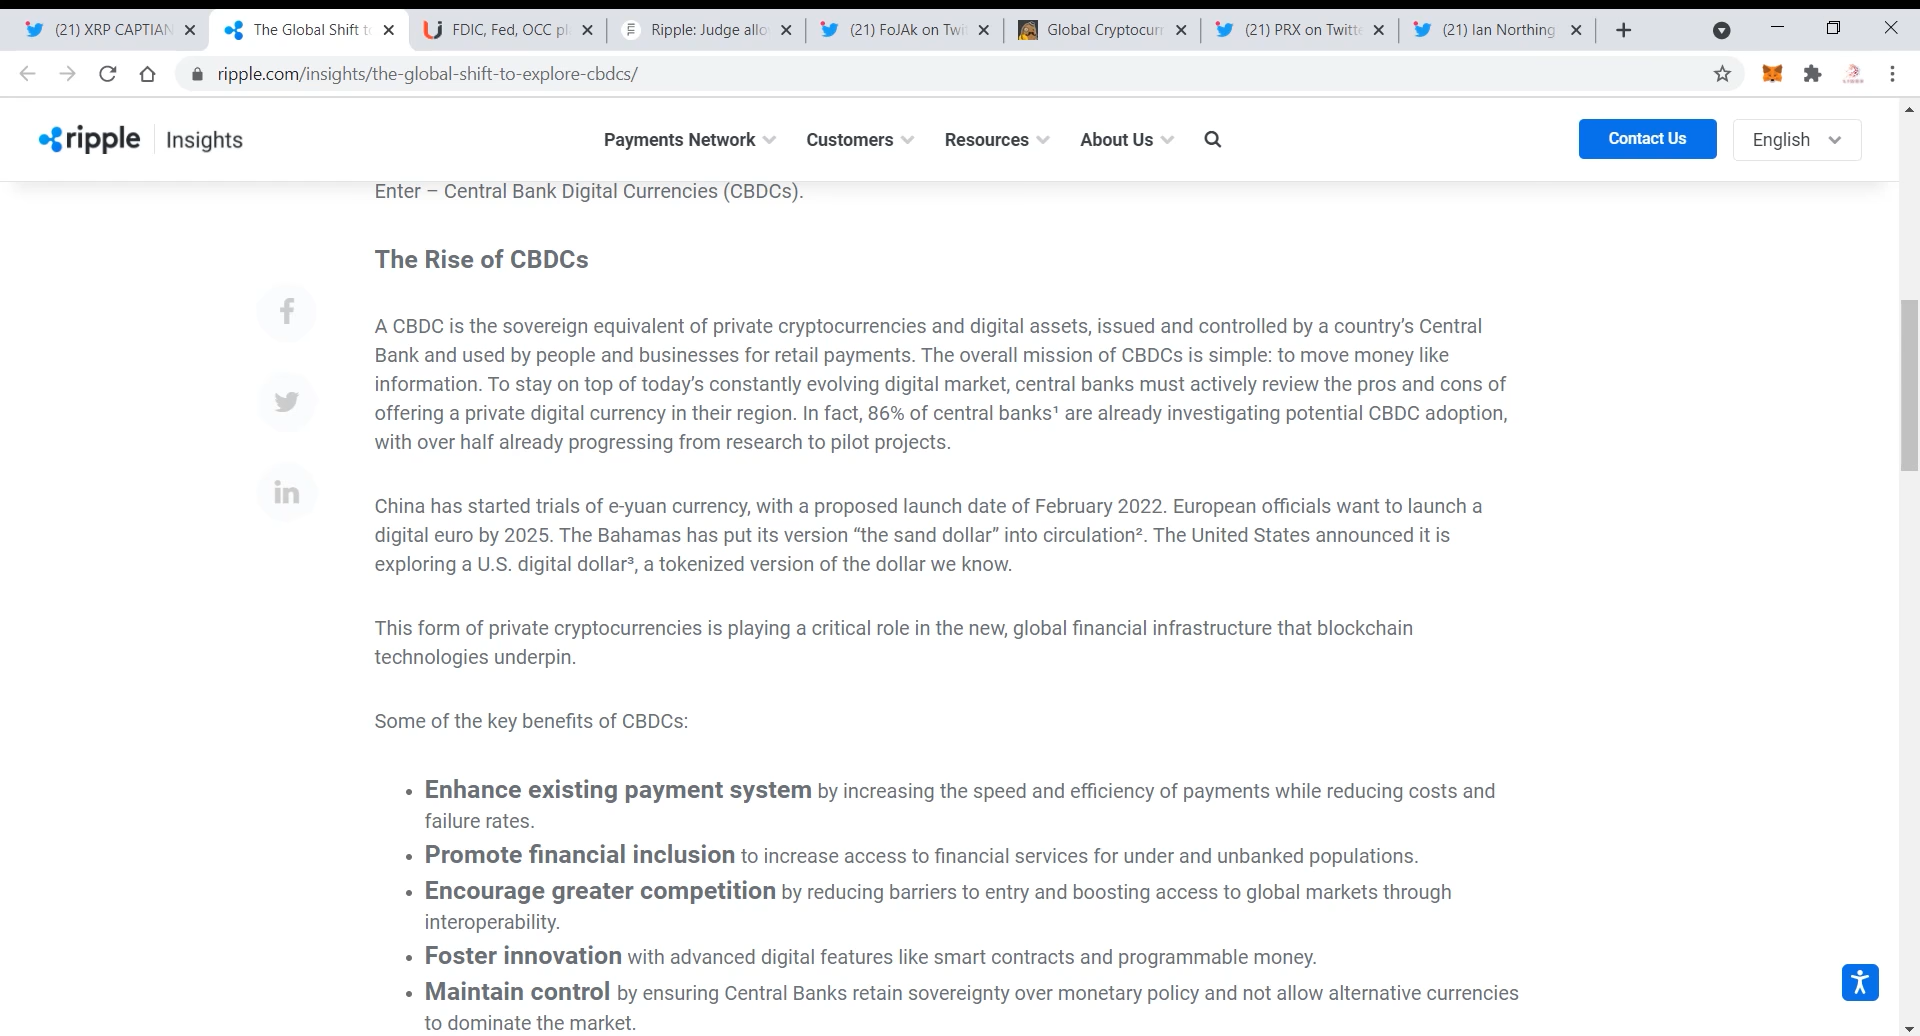 (21) XRP CAPTIAN
The Global Shift t
FDIC, Fed, OCC pl
Ripple: Judge allo
(21) FoJAk on Twi
Global Cryptocurr
(21) PRX on Twitte
(21) Ian Northing
ripple.com/insights/the-global-shift-to-explore-cbdcs/
ripple Insights
Payments Network
Customers
Resources
About Us
Contact Us
English
Enter – Central Bank Digital Currencies (CBDCs).
The Rise of CBDCs
A CBDC is the sovereign equivalent of private cryptocurrencies and digital assets, issued and controlled by a country’s Central
Bank and used by people and businesses for retail payments. The overall mission of CBDCs is simple: to move money like
information. To stay on top of today’s constantly evolving digital market, central banks must actively review the pros and cons of
offering a private digital currency in their region. In fact, 86% of central banks¹ are already investigating potential CBDC adoption,
with over half already progressing from research to pilot projects.
China has started trials of e-yuan currency, with a proposed launch date of February 2022. European officials want to launch a
digital euro by 2025. The Bahamas has put its version “the sand dollar” into circulation². The United States announced it is
exploring a U.S. digital dollar³, a tokenized version of the dollar we know.
This form of private cryptocurrencies is playing a critical role in the new, global financial infrastructure that blockchain
technologies underpin.
Some of the key benefits of CBDCs:
• Enhance existing payment system by increasing the speed and efficiency of payments while reducing costs and
failure rates.
• Promote financial inclusion to increase access to financial services for under and unbanked populations.
• Encourage greater competition by reducing barriers to entry and boosting access to global markets through
interoperability.
• Foster innovation with advanced digital features like smart contracts and programmable money.
• Maintain control by ensuring Central Banks retain sovereignty over monetary policy and not allow alternative currencies
to dominate the market.